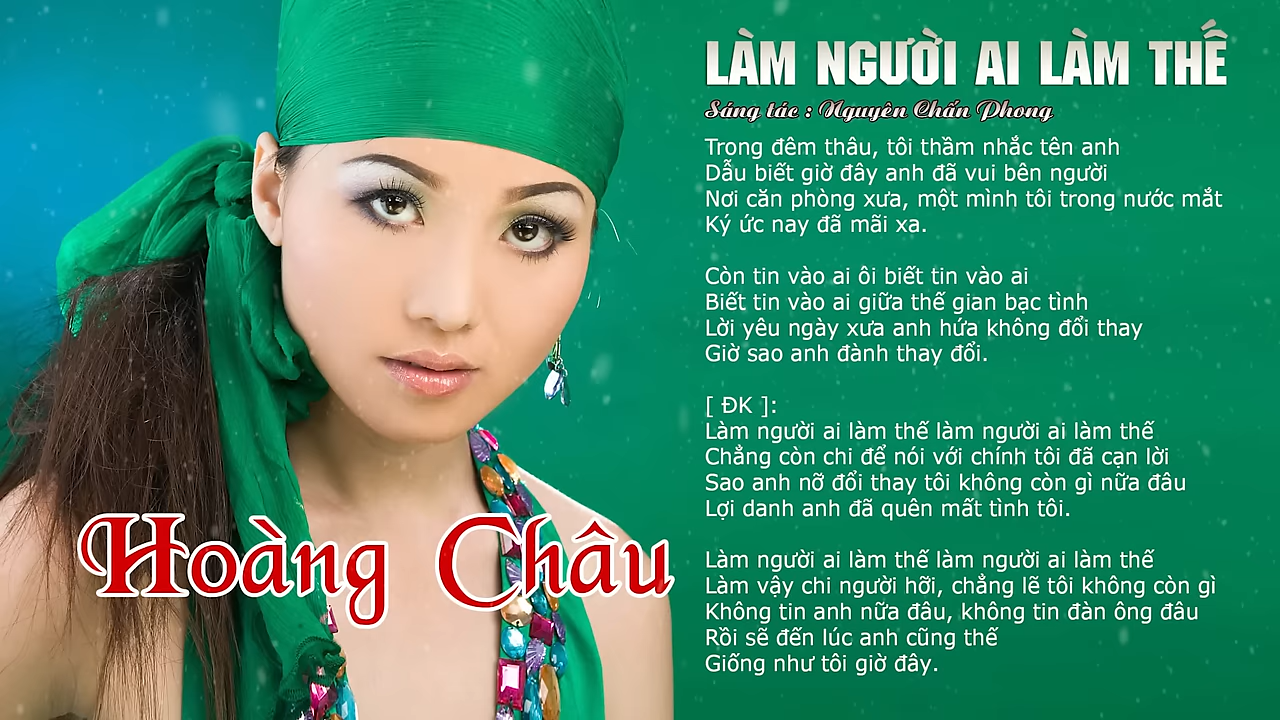 LÀM NGƯỜI AI LÀM THẾ
Sáng tác : Nguyên Chấn Phong
Trong đêm thâu, tôi thầm nhắc tên anh
Dẫu biết giờ đây anh đã vui bên người
Nơi căn phòng xưa, một mình tôi trong nước mắt
Ký ức nay đã mãi xa.
Còn tin vào ai ôi biết tin vào ai
Biết tin vào ai giữa thế gian bạc tình
Lời yêu ngày xưa anh hứa không đổi thay
Giờ sao anh đành thay đổi.
[ ĐK ]:
Làm người ai làm thế làm người ai làm thế
Chẳng còn chi để nói với chính tôi đã cạn lời
Sao anh nỡ đổi thay tôi không còn gì nữa đâu
Lợi danh anh đã quên mất tình tôi.
Làm người ai làm thế làm người ai làm thế
Làm vậy chi người hỡi, chẳng lẽ tôi không còn gì
Không tin anh nữa đâu, không tin đàn ông đâu
Rồi sẽ đến lúc anh cũng thế
Giống như tôi giờ đây.
Hoàng Châu